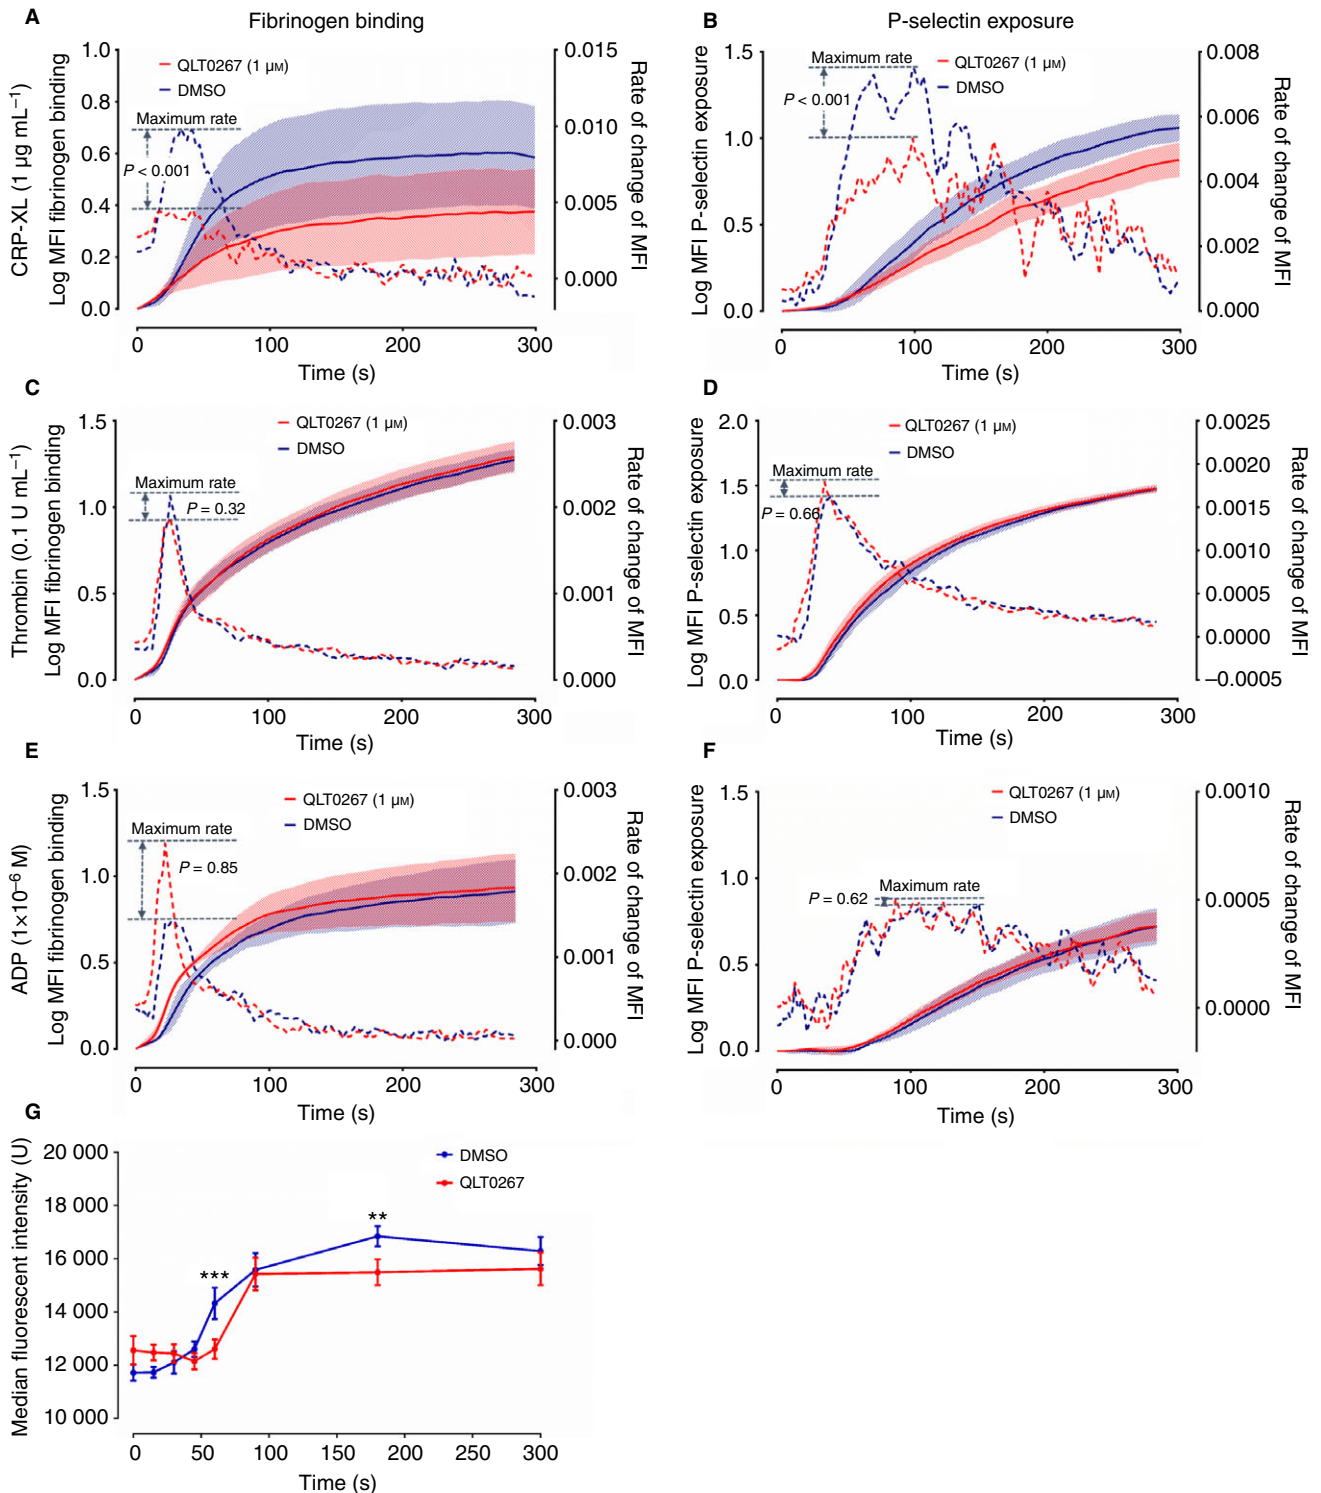 A
Fibrinogen binding
CRP-XL (1 µg mL–1)
Log MFI fibrinogen binding
1.0
0.8
0.6
0.4
0.2
0.0
QLT0267 (1 µM)
DMSO
Maximum rate
P < 0.001
0.015
0.010
0.005
0.000
Rate of change of MFI
0 100 200 300
Time (s)
B
P-selectin exposure
Log MFI P-selectin exposure
1.5
1.0
0.5
0.0
Maximum rate
P < 0.001
QLT0267 (1 µM)
DMSO
0.008
0.006
0.004
0.002
0.000
Rate of change of MFI
0 100 200 300
Time (s)
C
Thrombin (0.1 U mL–1)
Log MFI fibrinogen binding
1.5
1.0
0.5
0.0
QLT0267 (1 µM)
DMSO
Maximum rate
P = 0.32
0.003
0.002
0.001
0.000
Rate of change of MFI
0 100 200 300
Time (s)
D
Log MFI P-selectin exposure
2.0
1.5
1.0
0.5
0.0
QLT0267 (1 µM)
DMSO
Maximum rate
P = 0.66
0.0025
0.0020
0.0015
0.0010
0.0005
0.0000
–0.0005
Rate of change of MFI
0 100 200 300
Time (s)
E
ADP (1×10–6 M)
Log MFI fibrinogen binding
1.5
1.0
0.5
0.0
QLT0267 (1 µM)
DMSO
Maximum rate
P = 0.85
0.003
0.002
0.001
0.000
Rate of change of MFI
0 100 200 300
Time (s)
F
Log MFI P-selectin exposure
1.5
1.0
0.5
0.0
QLT0267 (1 µM)
DMSO
Maximum rate
P = 0.62
0.0010
0.0005
0.0000
Rate of change of MFI
0 100 200 300
Time (s)
G
Median fluorescent intensity (U)
20 000
18 000
16 000
14 000
12 000
10 000
DMSO
QLT0267
**
***
0 50 100 150 200 250 300
Time (s)